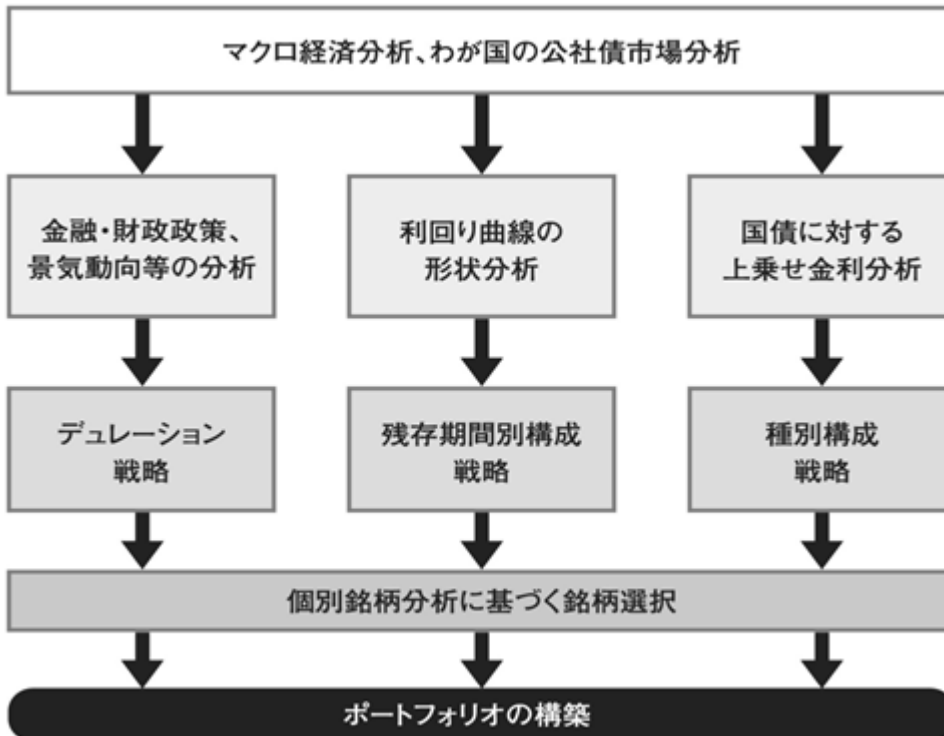 マクロ経済分析、わが国の公社債市場分析
金融・財政政策、
景気動向等の分析
利回り曲線の
形状分析
国債に対する
上乗せ金利分析
デュレーション
戦略
残存期間別構成
戦略
種別構成
戦略
個別銘柄分析に基づく銘柄選択
ポートフォリオの構築